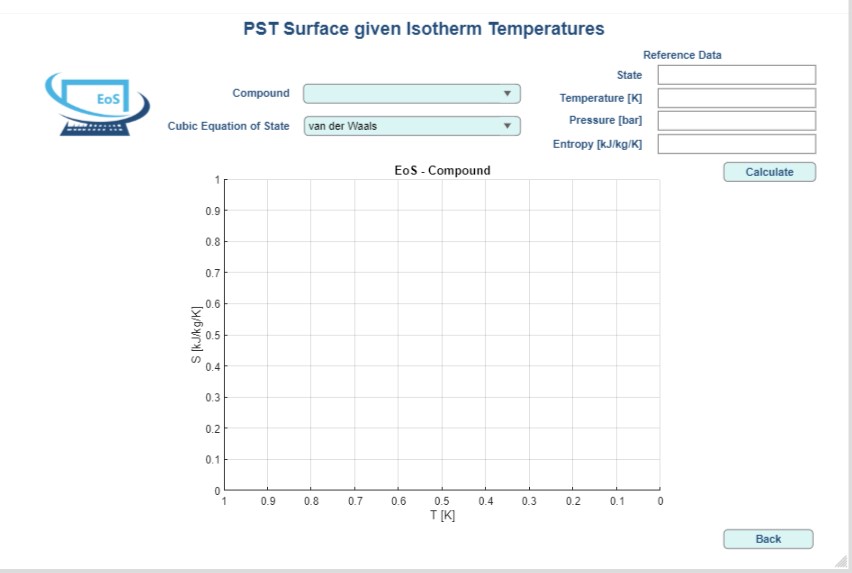 PST Surface given Isotherm Temperatures
Reference Data
State
Temperature [K]
Pressure [bar]
Entropy [kJ/kg/K]
EoS
Compound
Cubic Equation of State
van der Waals
Calculate
EoS - Compound
S [kJ/kg/K]
1
0.9
0.8
0.7
0.6
0.5
0.4
0.3
0.2
0.1
0
1 0.9 0.8 0.7 0.6 0.5 0.4 0.3 0.2 0.1 0
T [K]
Back